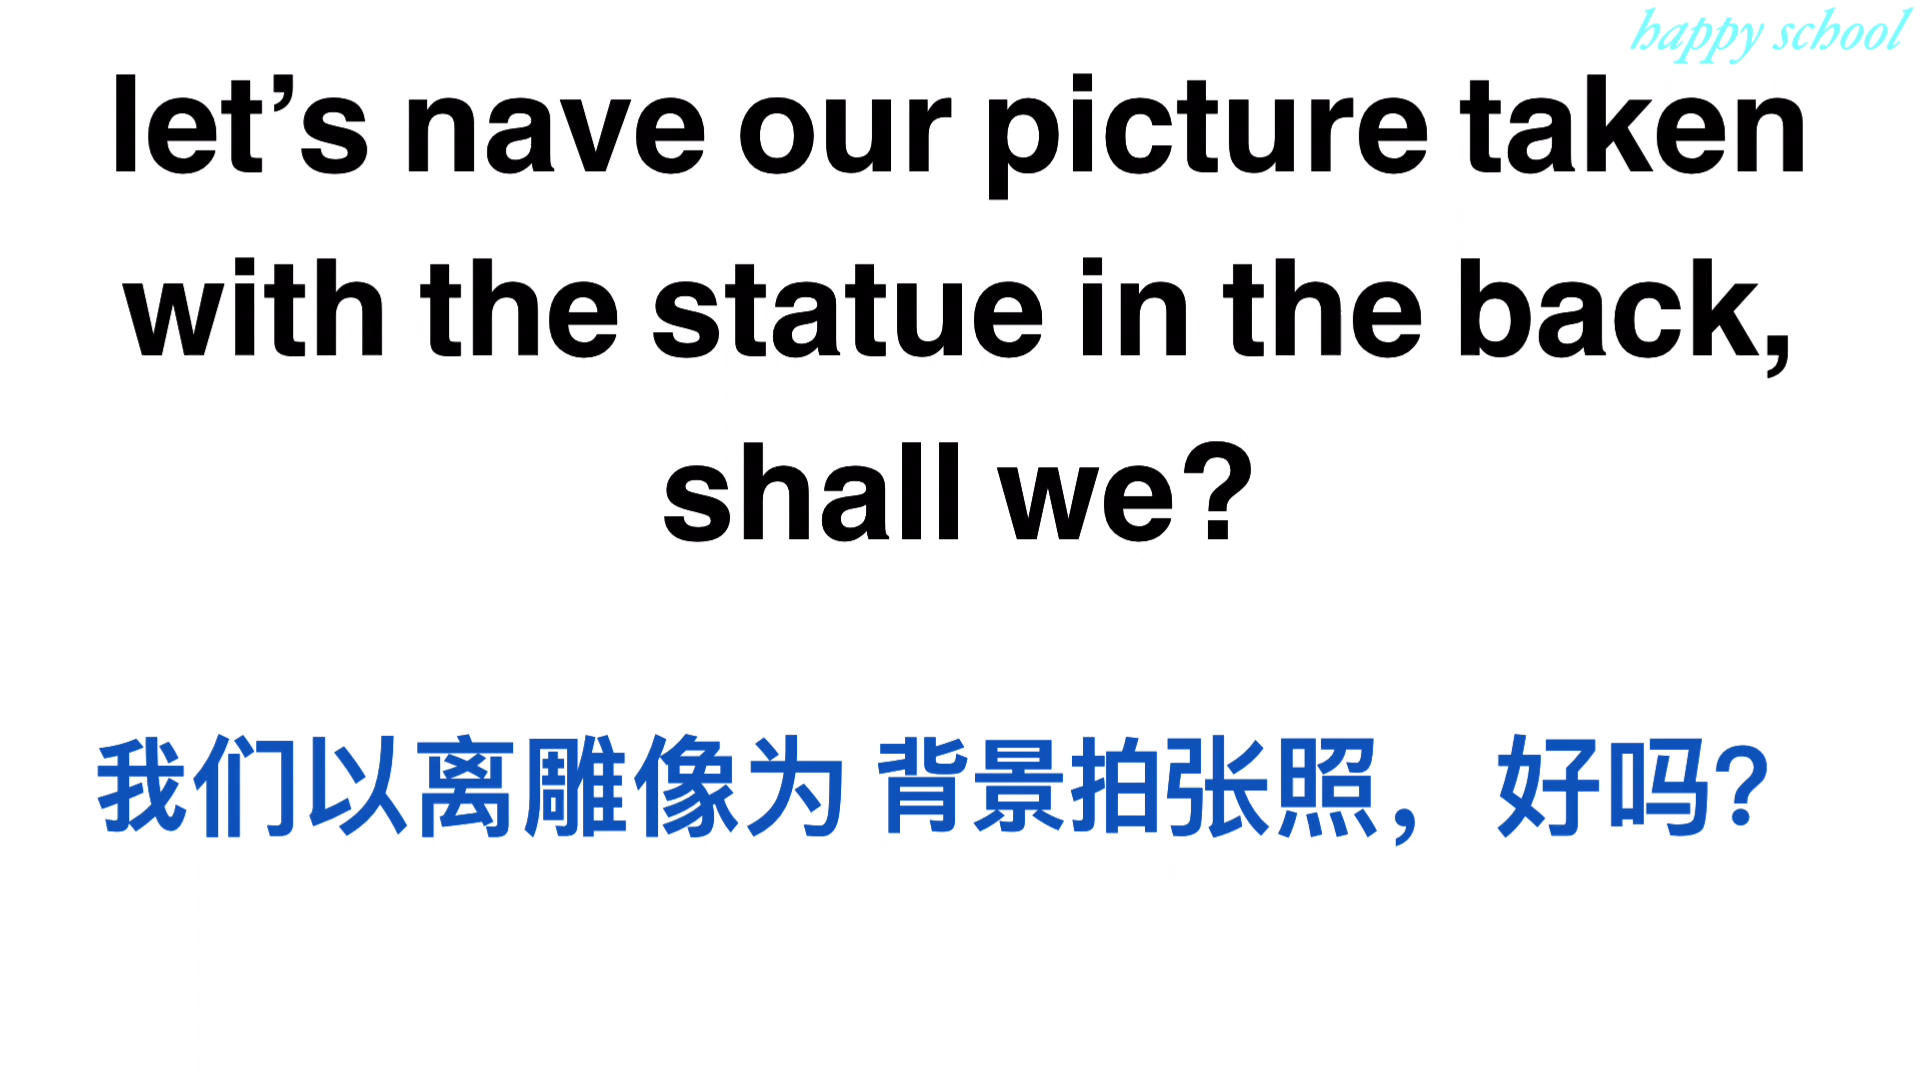 happy school
let’s nave our picture taken
with the statue in the back,
shall we?
我们以离雕像为 背景拍张照，好吗?